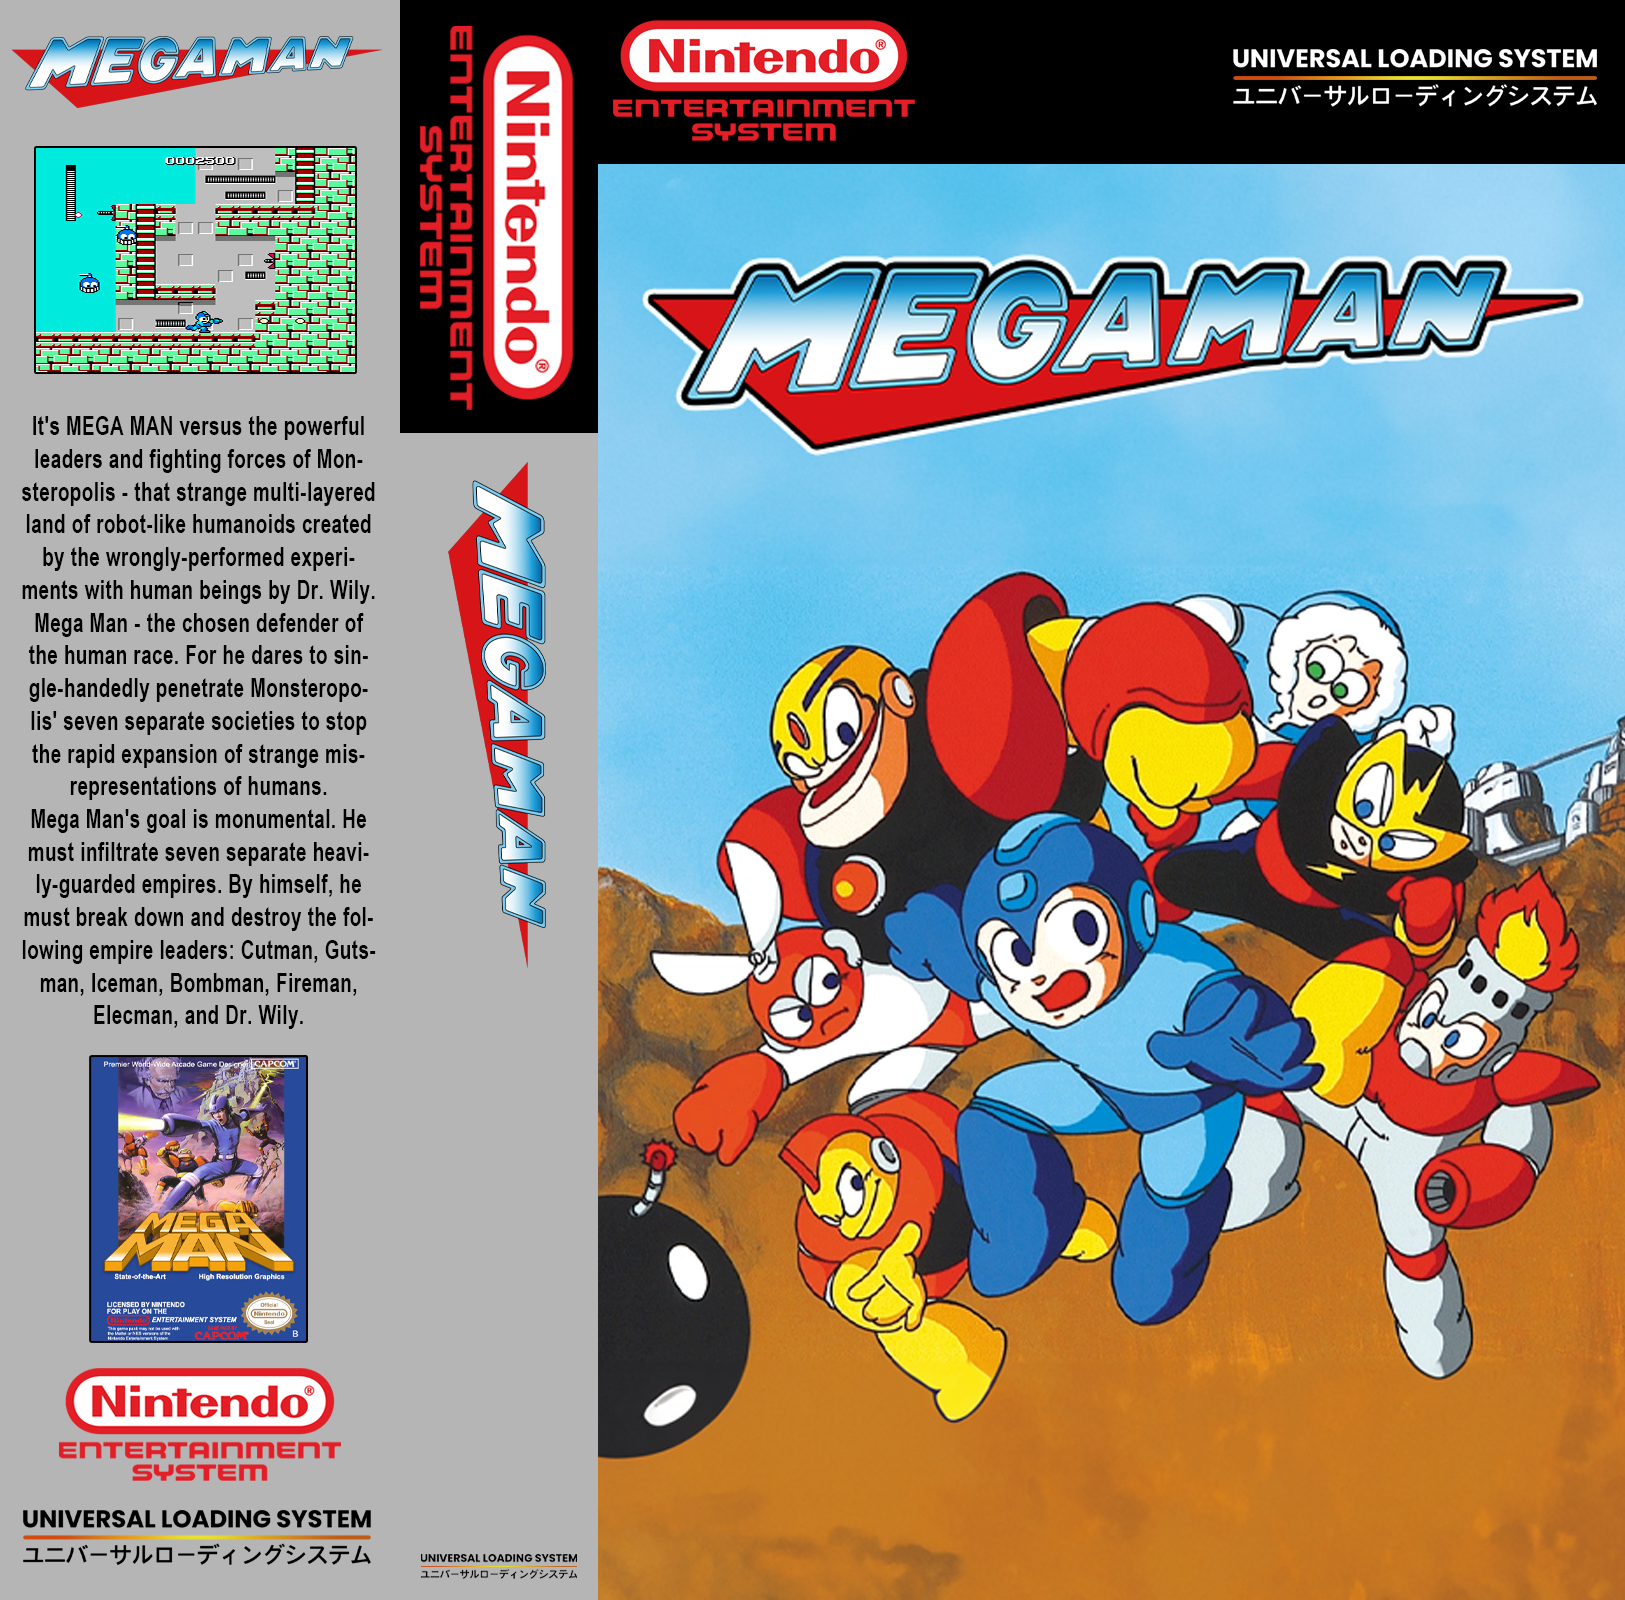 MEGAMAN
0002500
It's MEGA MAN versus the powerful
leaders and fighting forces of Mon-
steropolis - that strange multi-layered
land of robot-like humanoids created
by the wrongly-performed experi-
ments with human beings by Dr. Wily.
Mega Man - the chosen defender of
the human race. For he dares to sin-
gle-handedly penetrate Monsteropo-
lis' seven separate societies to stop
the rapid expansion of strange mis-
representations of humans.
Mega Man's goal is monumental. He
must infiltrate seven separate heavi-
ly-guarded empires. By himself, he
must break down and destroy the fol-
lowing empire leaders: Cutman, Guts-
man, Iceman, Bombman, Fireman,
Elecman, and Dr. Wily.
Premier World-Wide Arcade Game Designer
CAPCOM
MEGA
MAN
State-of-the-Art High Resolution Graphics
LICENSED BY NINTENDO
FOR PLAY ON THE
Nintendo ENTERTAINMENT SYSTEM
Official
Nintendo
Seal
CAPCOM
B
Nintendo®
ENTERTAINMENT
SYSTEM
UNIVERSAL LOADING SYSTEM
ユニバーサルローディングシステム
Nintendo®
ENTERTAINMENT
SYSTEM
MEGAMAN
UNIVERSAL LOADING SYSTEM
ユニバーサルローディングシステム
Nintendo®
ENTERTAINMENT
SYSTEM
UNIVERSAL LOADING SYSTEM
ユニバーサルローディングシステム
MEGAMAN